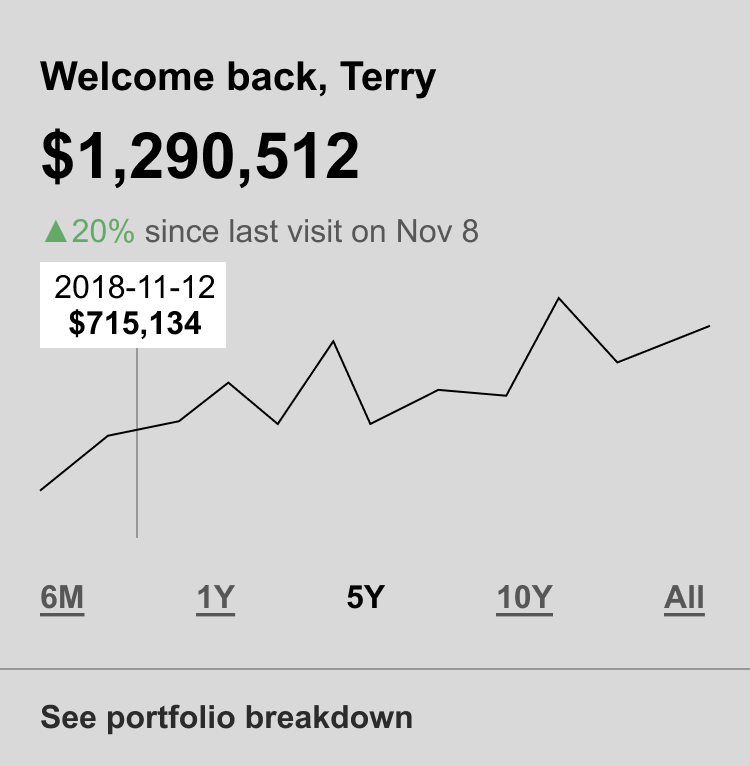 Welcome back, Terry
$1,290,512
▲20% since last visit on Nov 8
2018-11-12
$715,134
6M 1Y 5Y 10Y All
See portfolio breakdown